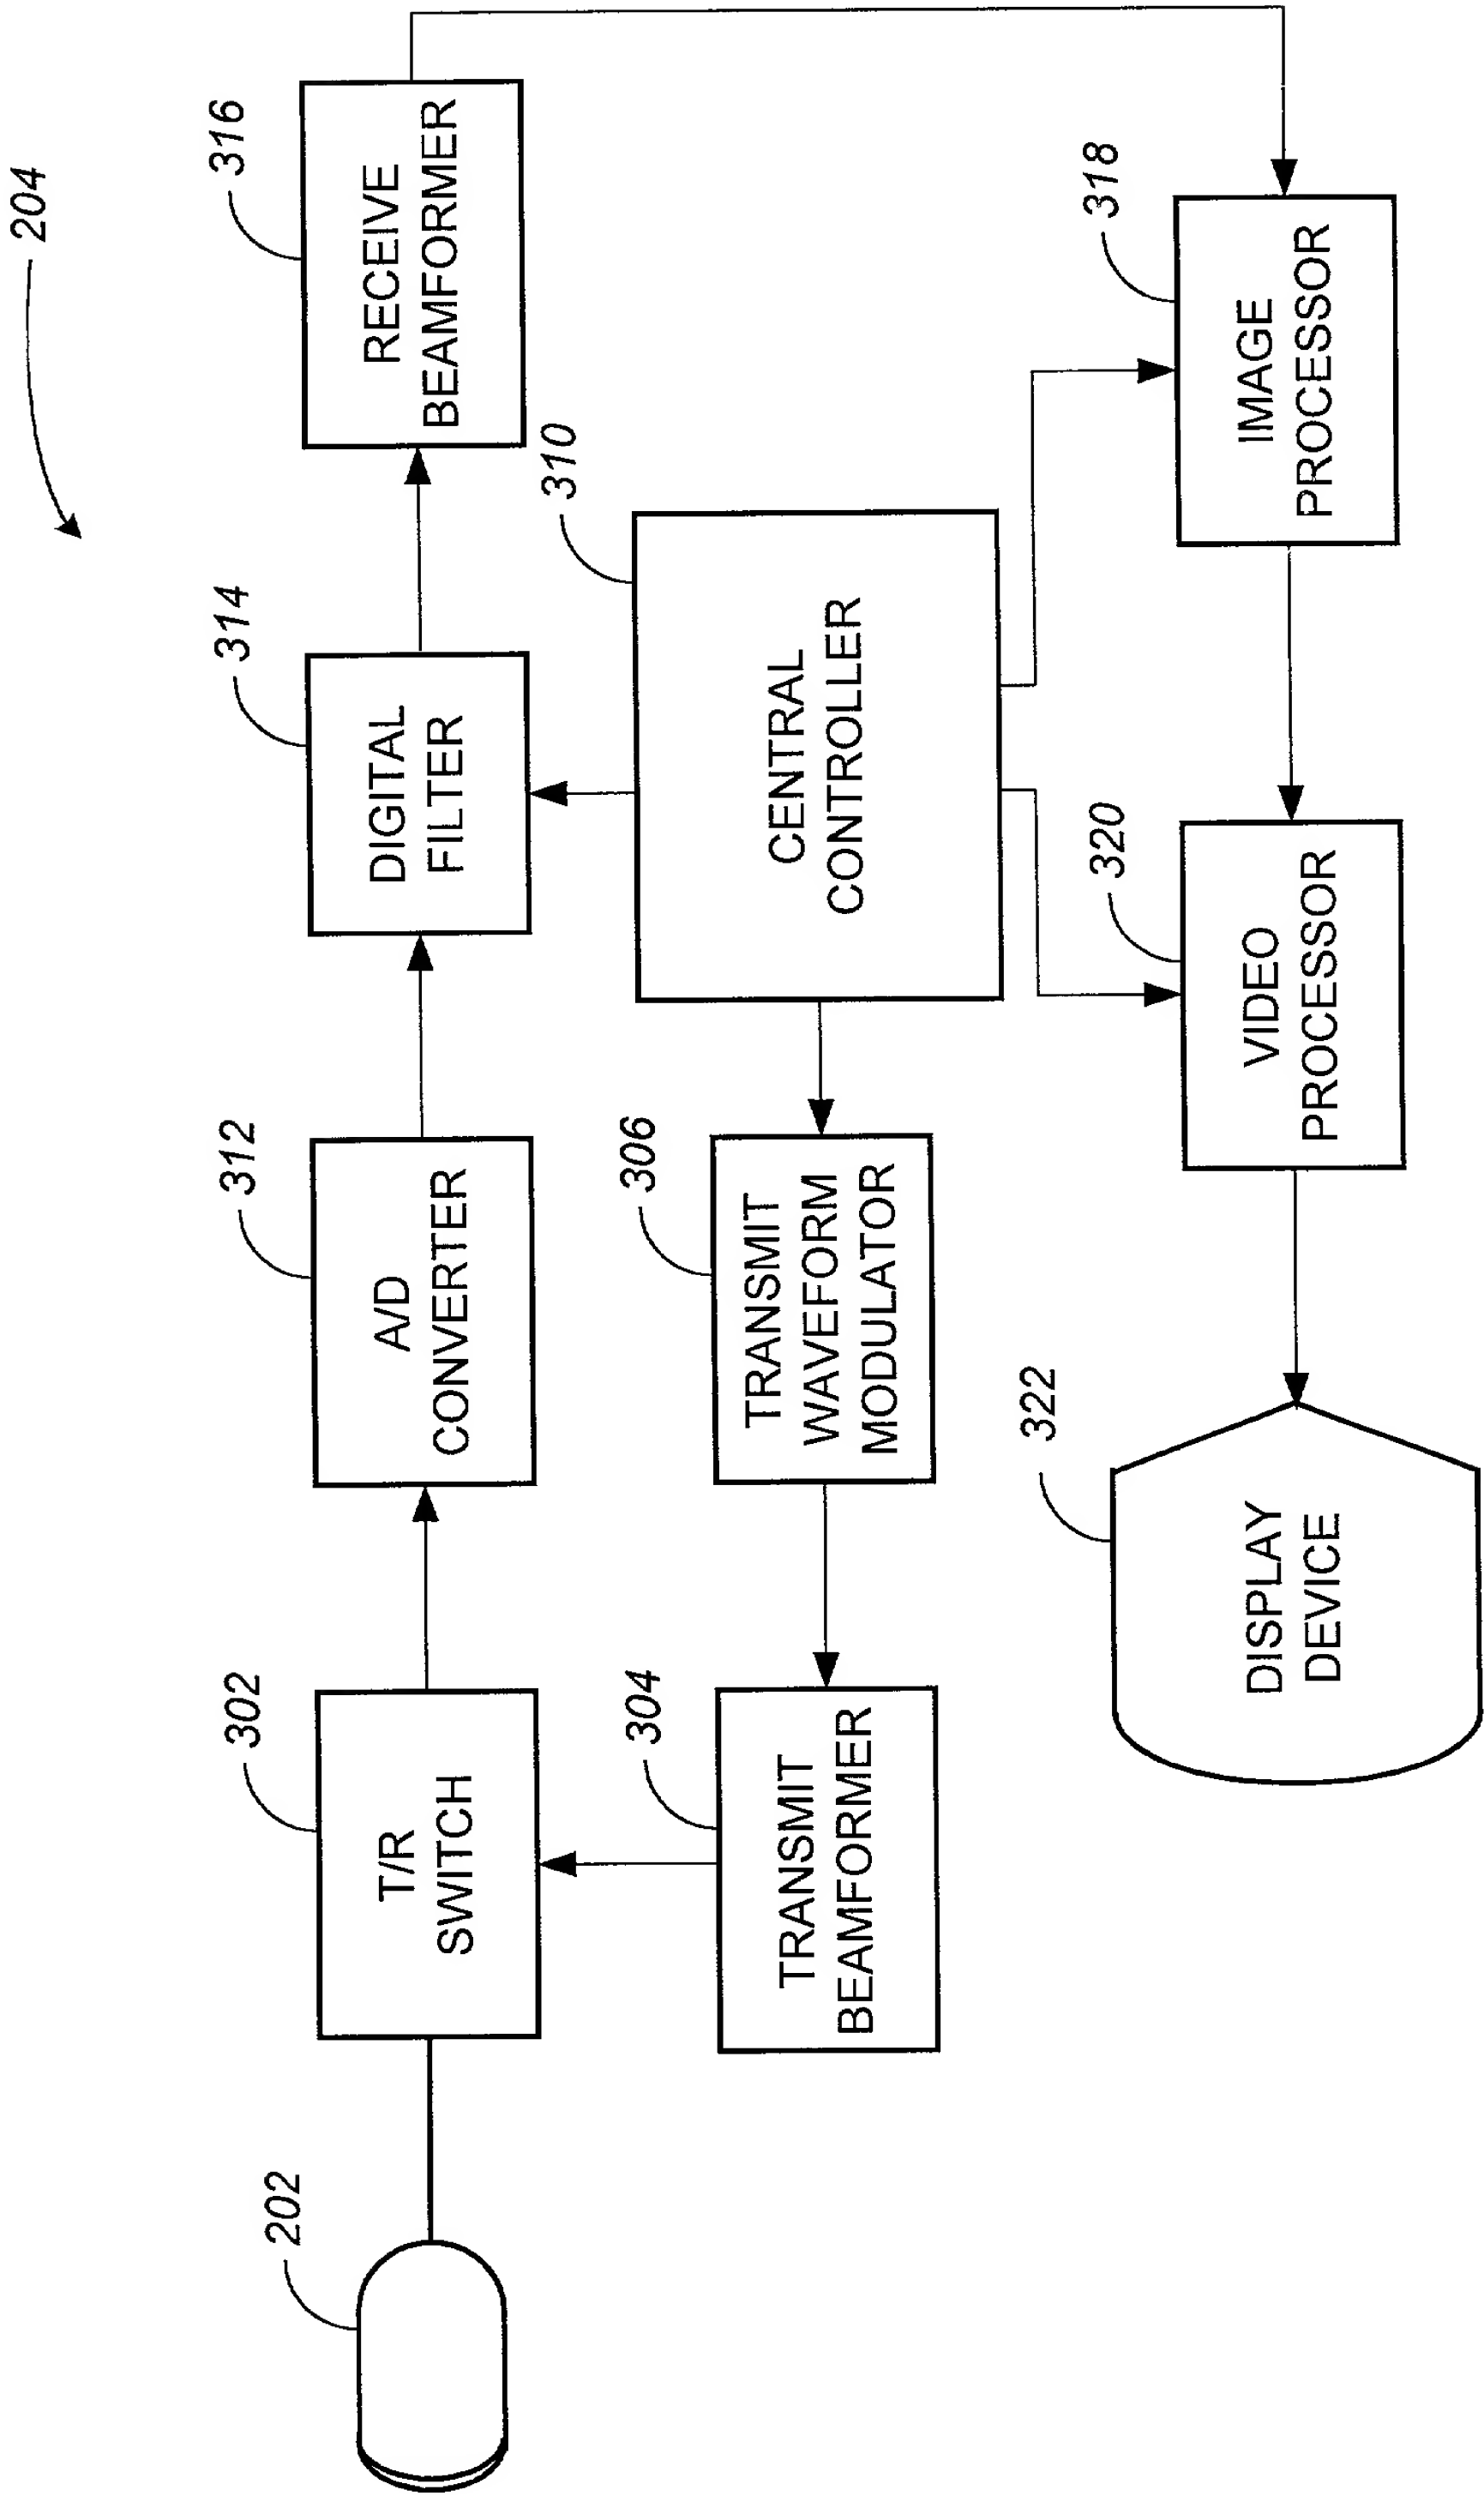 204
316
RECEIVE
BEAMFORMER
314
DIGITAL
FILTER
312
A/D
CONVERTER
302
T/R
SWITCH
202
310
CENTRAL
CONTROLLER
306
TRANSMIT
WAVEFORM
MODULATOR
304
TRANSMIT
BEAMFORMER
318
IMAGE
PROCESSOR
320
VIDEO
PROCESSOR
322
DISPLAY
DEVICE